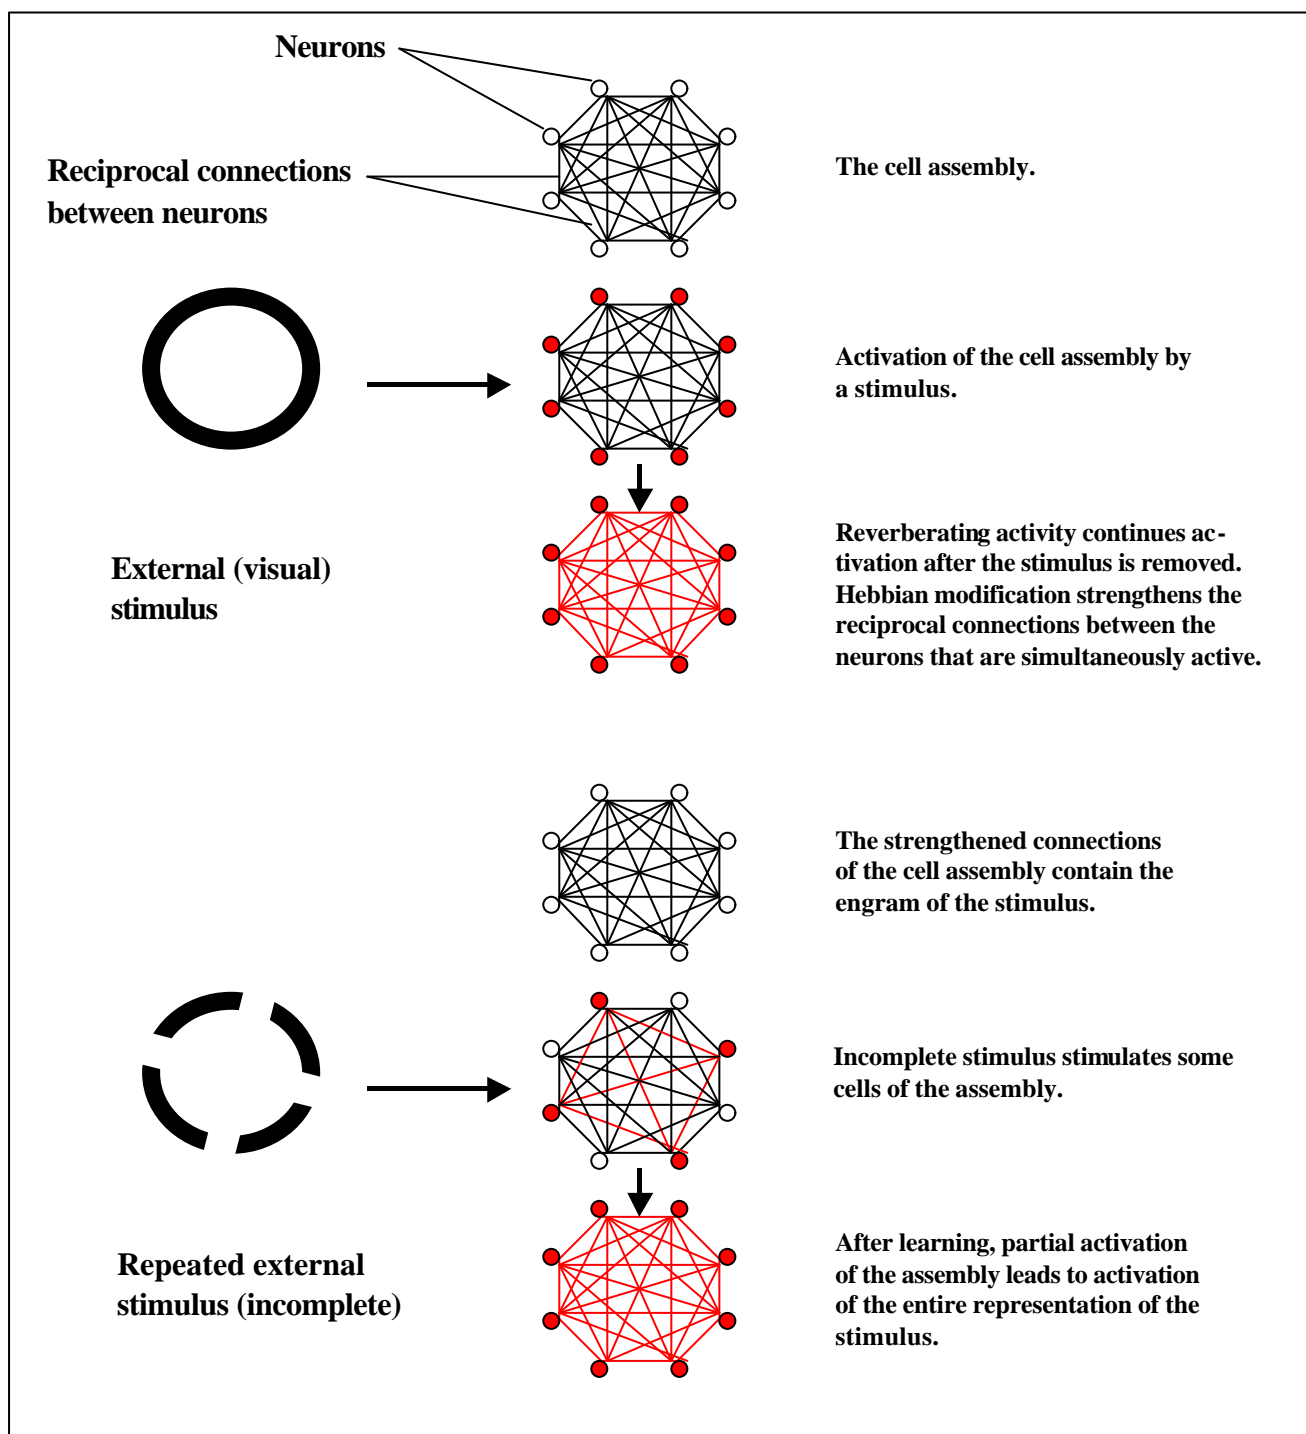 Neurons
Reciprocal connections
between neurons
The cell assembly.
Activation of the cell assembly by
a stimulus.
External (visual)
stimulus
Reverberating activity continues ac-
tivation after the stimulus is removed.
Hebbian modification strengthens the
reciprocal connections between the
neurons that are simultaneously active.
The strengthened connections
of the cell assembly contain the
engram of the stimulus.
Incomplete stimulus stimulates some
cells of the assembly.
Repeated external
stimulus (incomplete)
After learning, partial activation
of the assembly leads to activation
of the entire representation of the
stimulus.